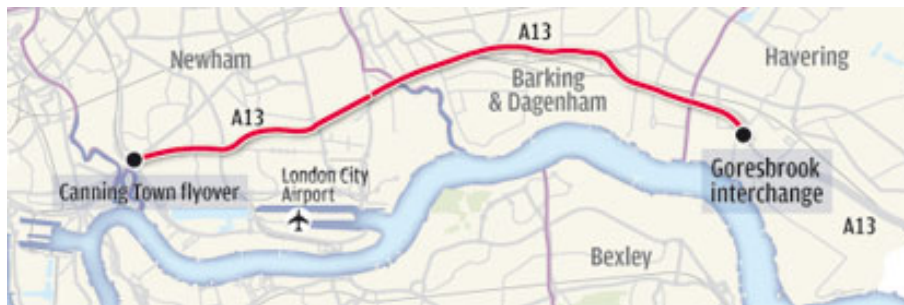 A13
Newham
Havering
Barking
& Dagenham
A13
London City
Airport
Canning Town flyover
Goresbrook
interchange
A13
Bexley